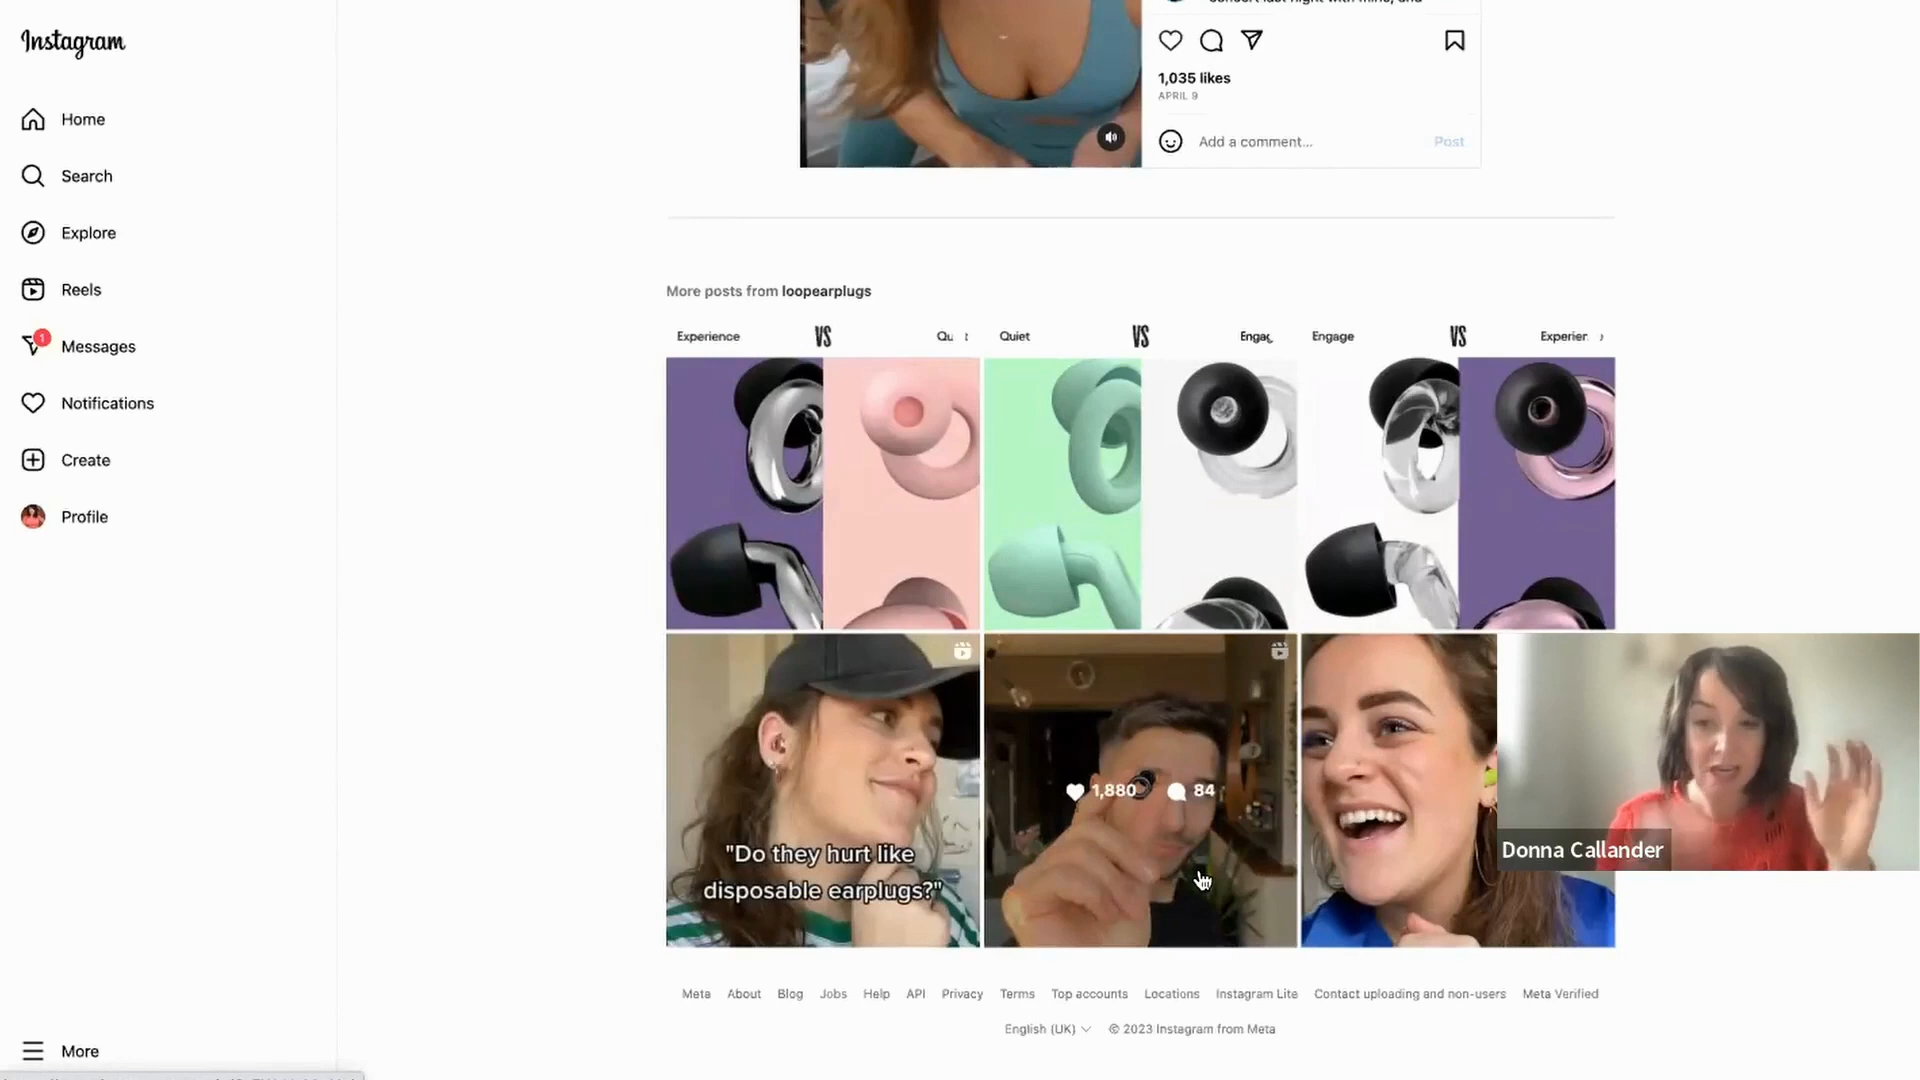 Instagram
Home
Search
Explore
Reels
1
Messages
Notifications
Create
Profile
More
1,035 likes
APRIL 9
Add a comment...
Post
More posts from loopearplugs
Experience VS
Quiet VS
Engage VS
"Do they hurt like
disposable earplugs?"
1,880 84
Donna Callander
Meta About Blog Jobs Help API Privacy Terms Top accounts Locations Instagram Lite Contact uploading and non-users Meta Verified
English (UK) © 2023 Instagram from Meta